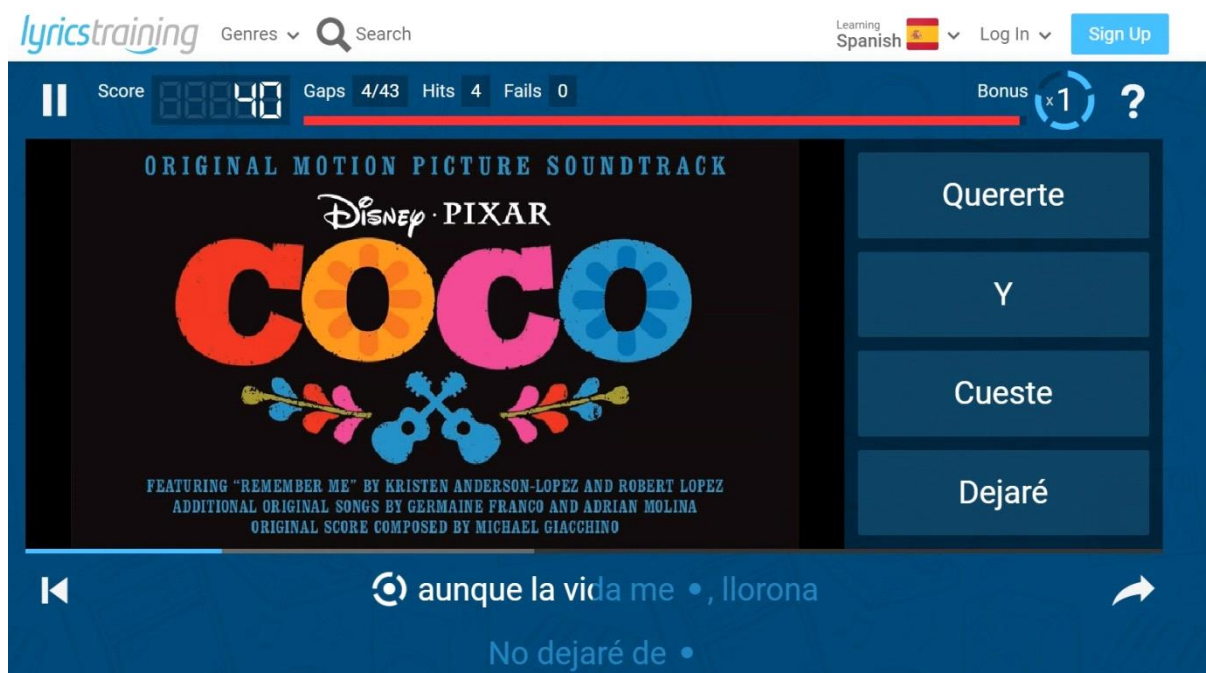 lyricstraining Genres Search Learning Spanish Log In Sign Up
Score 40 Gaps 4/43 Hits 4 Fails 0 Bonus x1 ?
ORIGINAL MOTION PICTURE SOUNDTRACK
Disney · PIXAR
COCO
FEATURING “REMEMBER ME” BY KRISTEN ANDERSON-LOPEZ AND ROBERT LOPEZ
ADDITIONAL ORIGINAL SONGS BY GERMAINE FRANCO AND ADRIAN MOLINA
ORIGINAL SCORE COMPOSED BY MICHAEL GIACCHINO
Quererte
Y
Cueste
Dejaré
aunque la vida me •, llorona
No dejaré de •